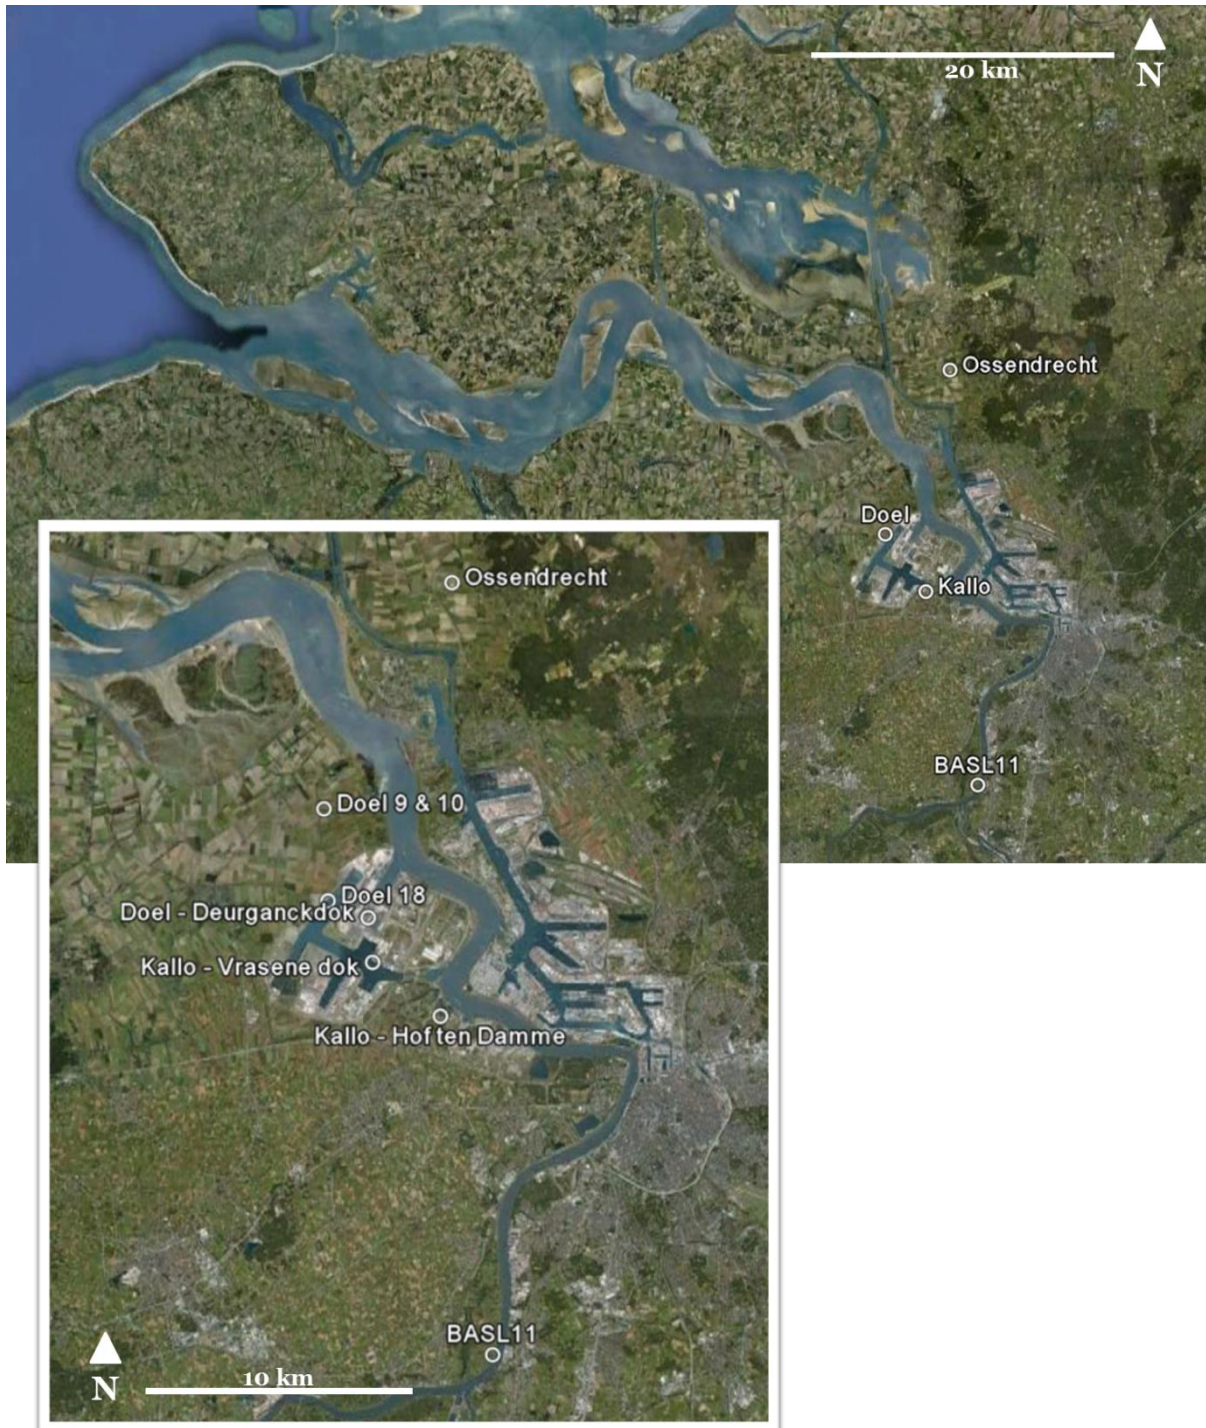 20 km
N
Ossendrecht
Doel
Kallo
BASL11
Ossendrecht
Doel 9 & 10
Doel 18
Doel - Deurganckdok
Kallo - Vrasene dok
Kallo - Hof ten Damme
BASL11
N
10 km